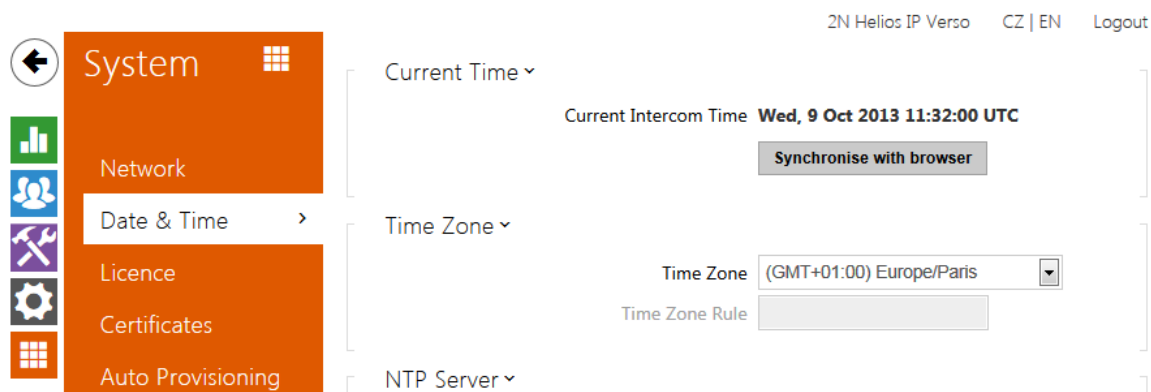 2N Helios IP Verso CZ | EN Logout
System
Network
Date & Time
Licence
Certificates
Auto Provisioning
Current Time
Current Intercom Time Wed, 9 Oct 2013 11:32:00 UTC
Synchronise with browser
Time Zone
Time Zone (GMT+01:00) Europe/Paris
Time Zone Rule
NTP Server